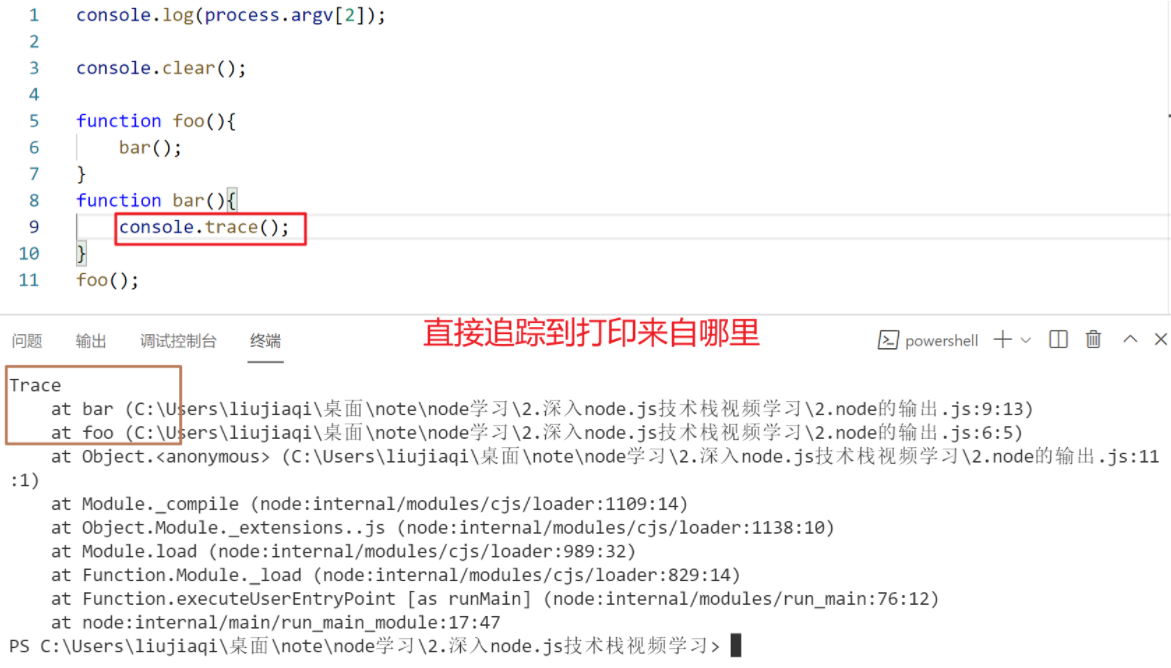 1 console.log(process.argv[2]);
2
3 console.clear();
4
5 function foo(){
6 bar();
7 }
8 function bar(){
9 console.trace();
10 }
11 foo();
问题 输出 调试控制台 终端 直接追踪到打印来自哪里 powershell
Trace
at bar (C:\Users\liujiaqi\桌面\note\node学习\2.深入node.js技术栈视频学习\2.node的输出.js:9:13)
at foo (C:\Users\liujiaqi\桌面\note\node学习\2.深入node.js技术栈视频学习\2.node的输出.js:6:5)
at Object.<anonymous> (C:\Users\liujiaqi\桌面\note\node学习\2.深入node.js技术栈视频学习\2.node的输出.js:11
:1)
at Module._compile (node:internal/modules/cjs/loader:1109:14)
at Object.Module._extensions..js (node:internal/modules/cjs/loader:1138:10)
at Module.load (node:internal/modules/cjs/loader:989:32)
at Function.Module._load (node:internal/modules/cjs/loader:829:14)
at Function.executeUserEntryPoint [as runMain] (node:internal/modules/run_main:76:12)
at node:internal/main/run_main_module:17:47
PS C:\Users\liujiaqi\桌面\note\node学习\2.深入node.js技术栈视频学习>